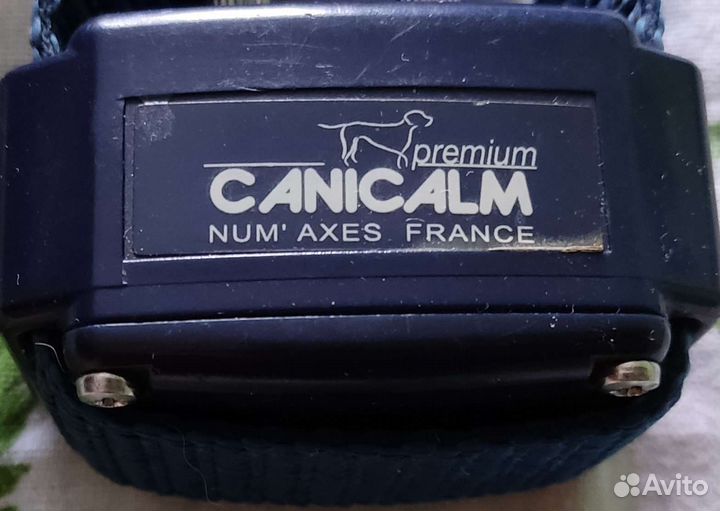 premium
CANICALM
NUM' AXES FRANCE
Avito